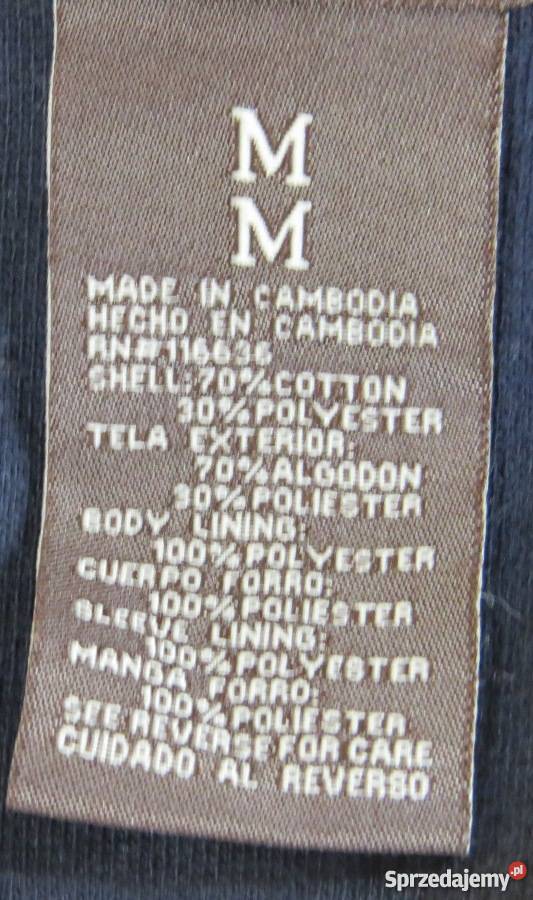 M
M
MADE IN CAMBODIA
HECHO EN CAMBODIA
RN#116636
SHELL:70%COTTON
30%POLYESTER
TELA EXTERIOR:
70%ALGODON
30%POLIESTER
BODY LINING:
100%POLYESTER
CUERPO FORRO:
100%POLIESTER
SLEEVE LINING:
100%POLYESTER
MANGA FORRO:
100%POLIESTER
SEE REVERSE FOR CARE
CUIDADO AL REVERSO
Sprzedajemy.pl